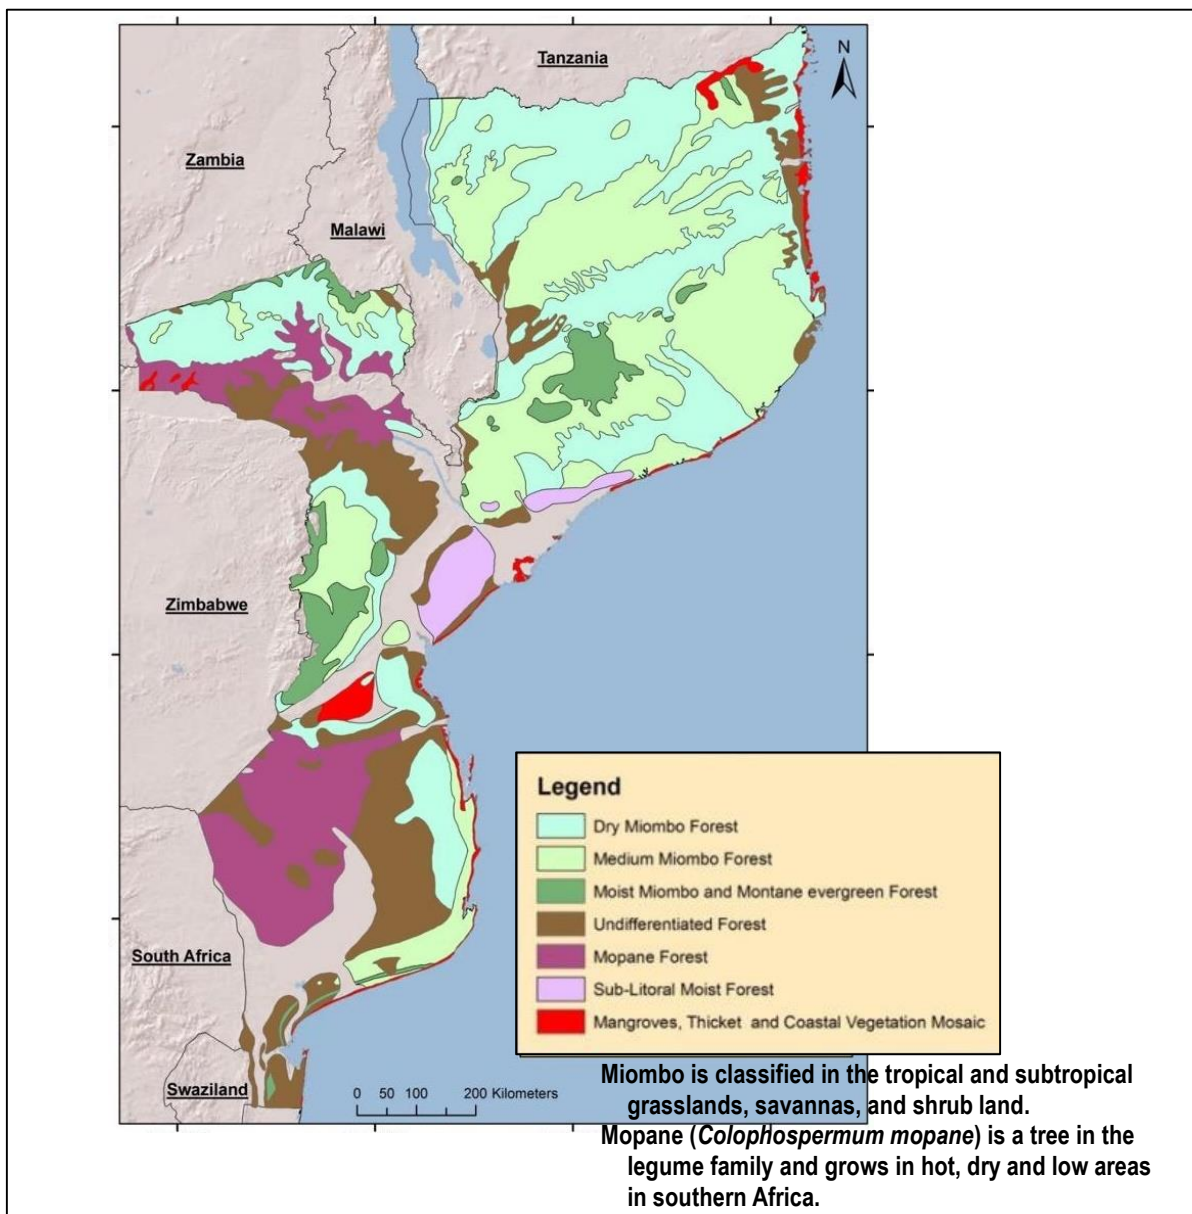 Tanzania
N
Zambia
Malawi
Zimbabwe
South Africa
Swaziland
0 50 100 200 Kilometers
Legend
Dry Miombo Forest
Medium Miombo Forest
Moist Miombo and Montane evergreen Forest
Undifferentiated Forest
Mopane Forest
Sub-Litoral Moist Forest
Mangroves, Thicket and Coastal Vegetation Mosaic
Miombo is classified in the tropical and subtropical
grasslands, savannas, and shrub land.
Mopane (Colophospermum mopane) is a tree in the
legume family and grows in hot, dry and low areas
in southern Africa.